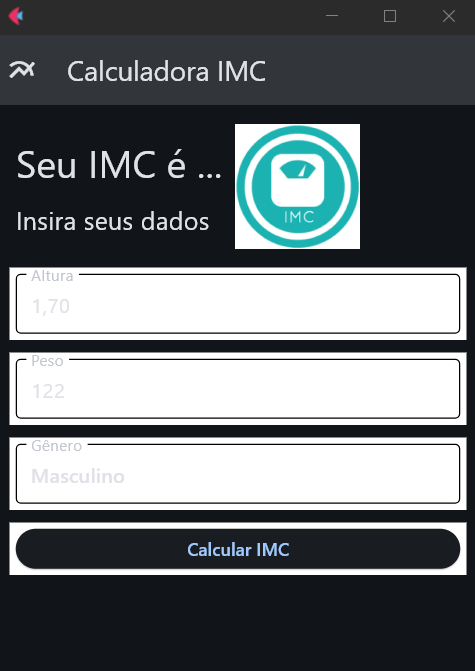 Calculadora IMC
Seu IMC é ...
IMC
Insira seus dados
Altura
1,70
Peso
122
Gênero
Masculino
Calcular IMC